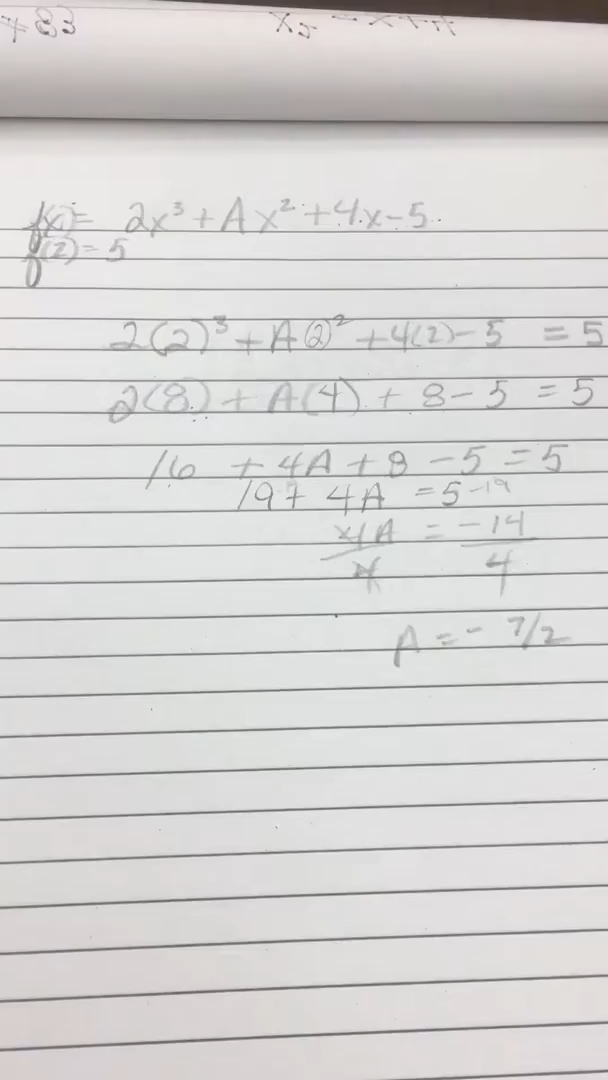 + 83
f(x) = 2x³ + Ax² + 4x - 5
f(2) = 5
2(2)³ + A(2)² + 4(2) - 5 = 5
2(8) + A(4) + 8 - 5 = 5
16 + 4A + 8 - 5 = 5
19 + 4A = 5 -19
4A = -14
4 4
A = - 7/2